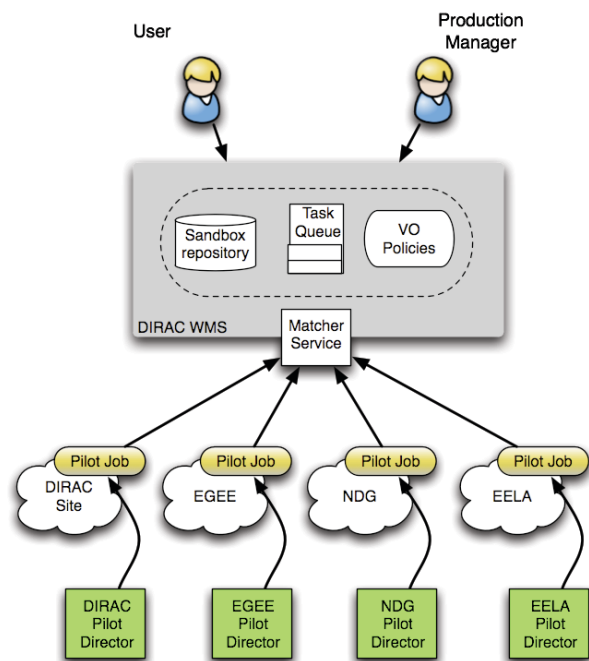 User
Production
Manager
Sandbox
repository
Task
Queue
VO
Policies
DIRAC WMS
Matcher
Service
Pilot Job
Pilot Job
Pilot Job
Pilot Job
DIRAC
Site
EGEE
NDG
EELA
DIRAC
Pilot
Director
EGEE
Pilot
Director
NDG
Pilot
Director
EELA
Pilot
Director